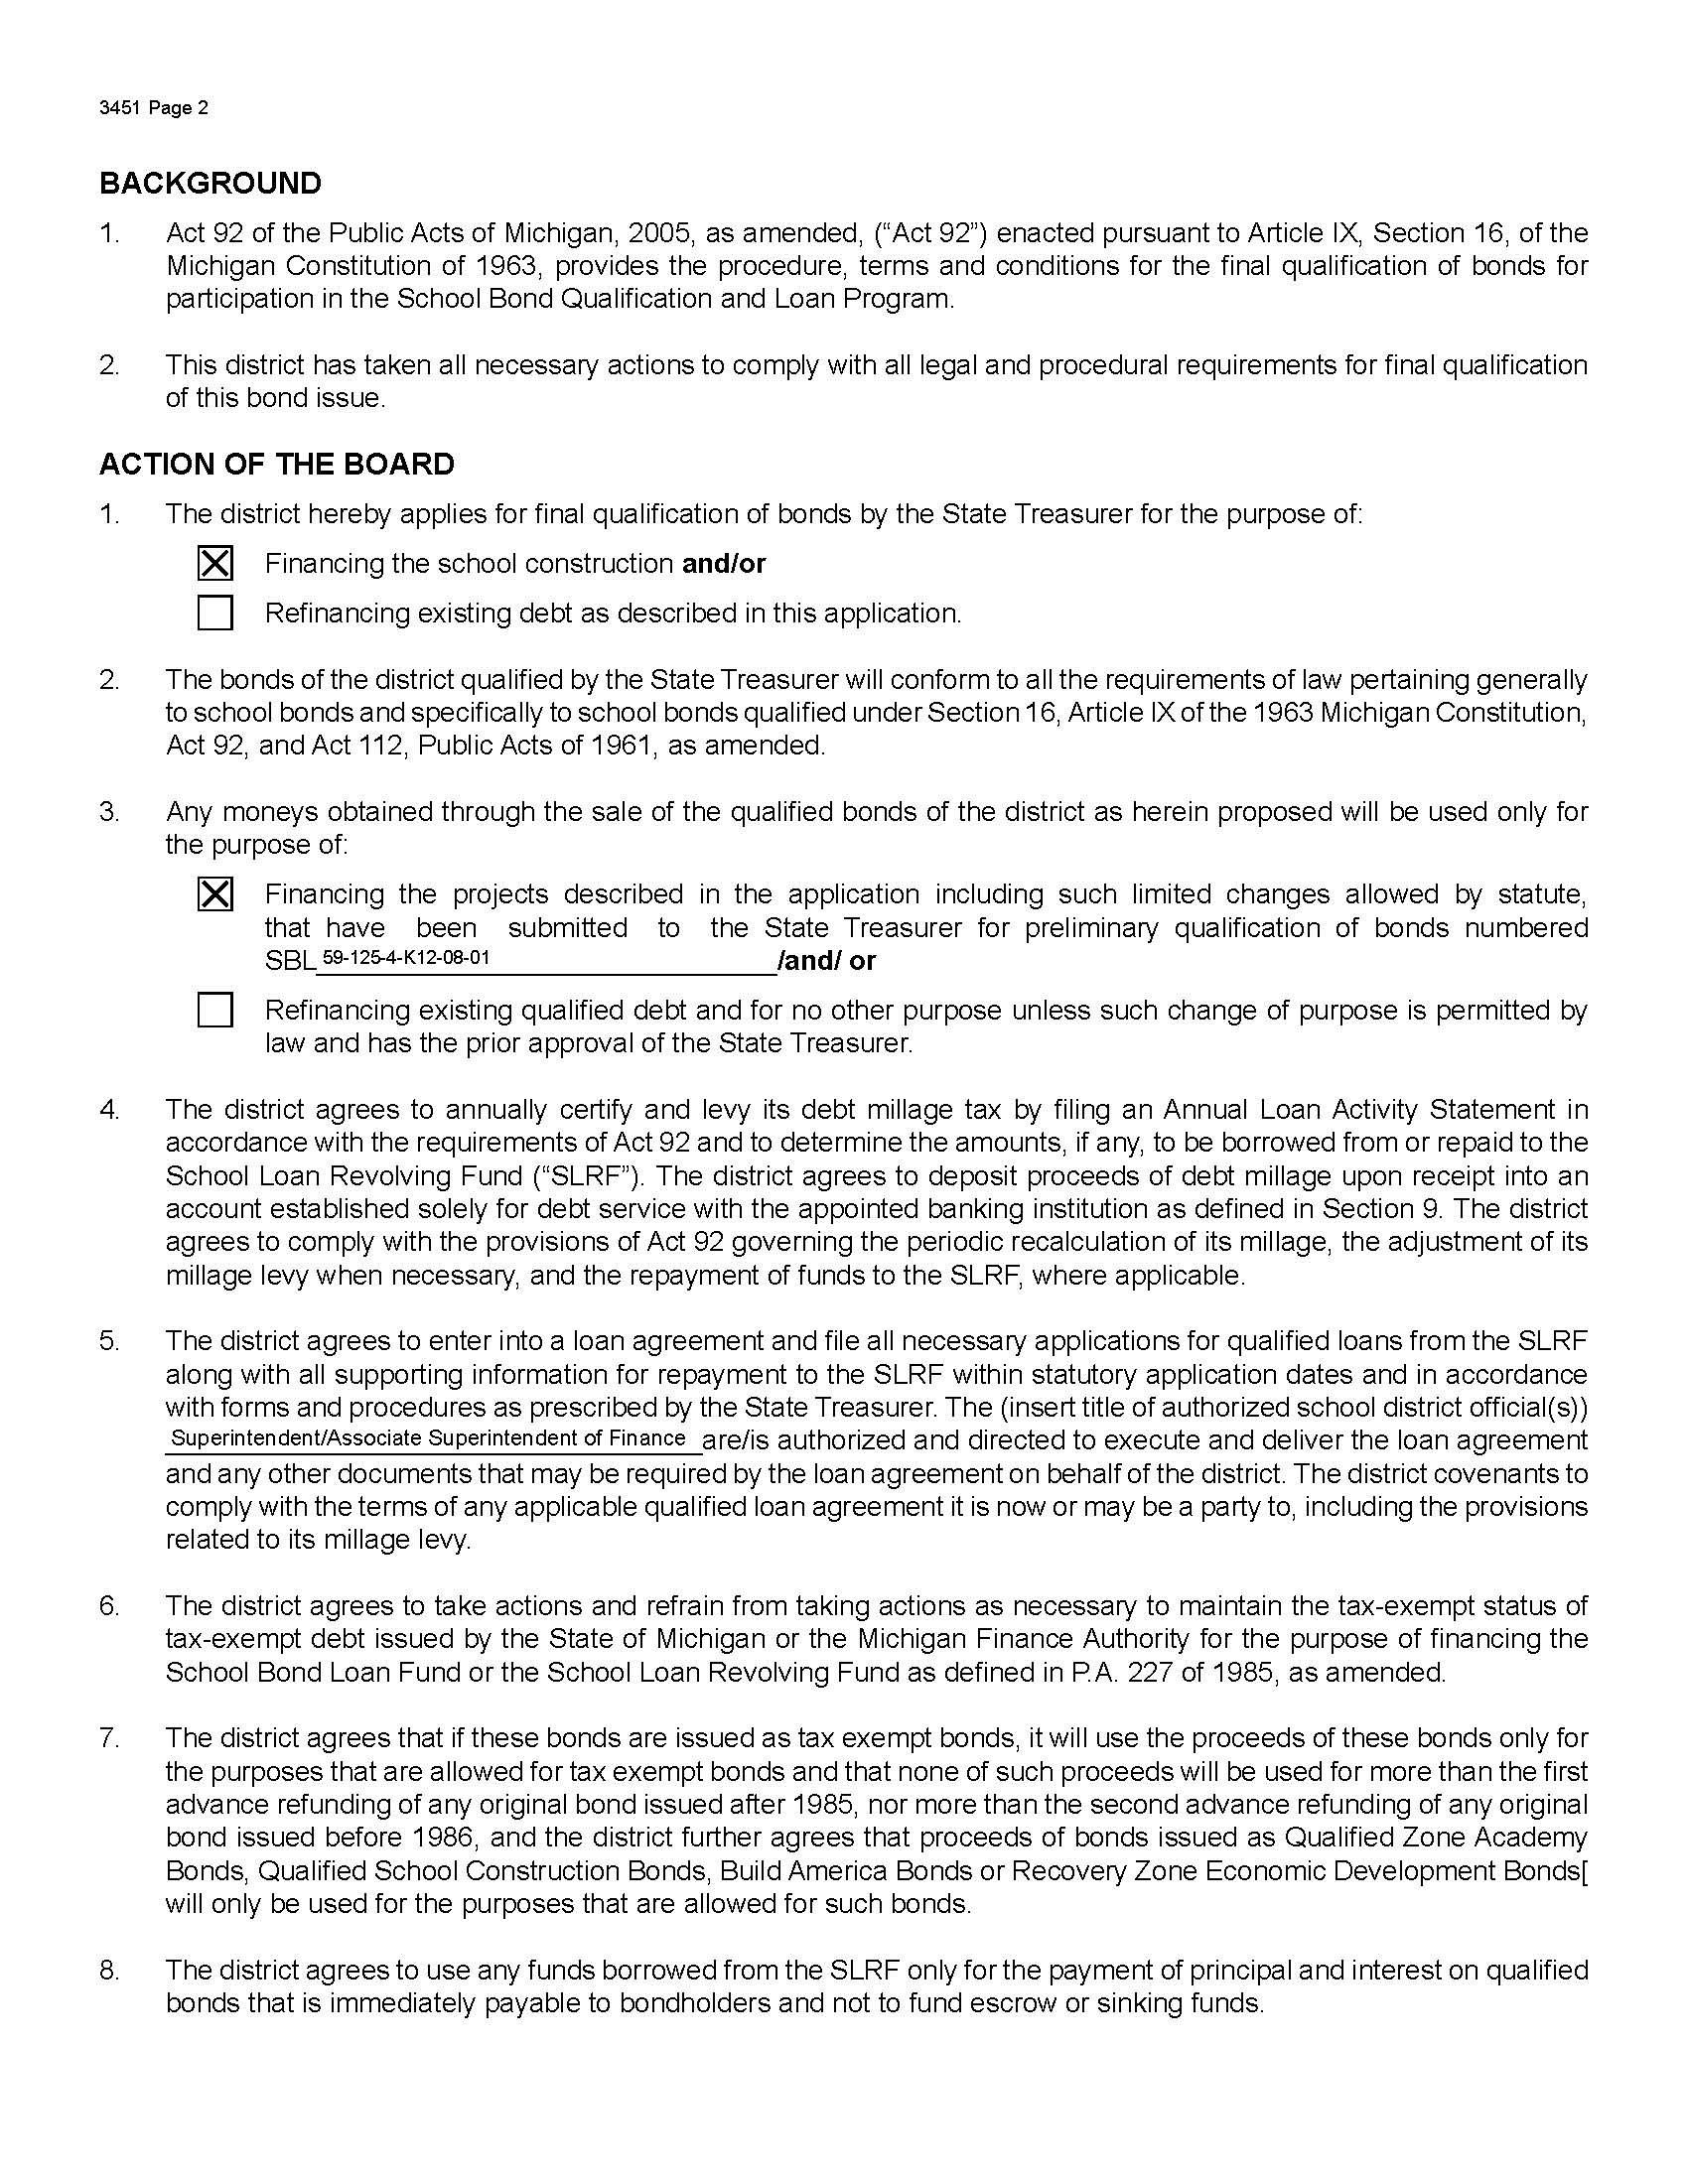 3451 Page 2
BACKGROUND
1. Act 92 of the Public Acts of Michigan, 2005, as amended, (“Act 92”) enacted pursuant to Article IX, Section 16, of the
Michigan Constitution of 1963, provides the procedure, terms and conditions for the final qualification of bonds for
participation in the School Bond Qualification and Loan Program.
2. This district has taken all necessary actions to comply with all legal and procedural requirements for final qualification
of this bond issue.
ACTION OF THE BOARD
1. The district hereby applies for final qualification of bonds by the State Treasurer for the purpose of:
Financing the school construction and/or
Refinancing existing debt as described in this application.
2. The bonds of the district qualified by the State Treasurer will conform to all the requirements of law pertaining generally
to school bonds and specifically to school bonds qualified under Section 16, Article IX of the 1963 Michigan Constitution,
Act 92, and Act 112, Public Acts of 1961, as amended.
3. Any moneys obtained through the sale of the qualified bonds of the district as herein proposed will be used only for
the purpose of:
Financing the projects described in the application including such limited changes allowed by statute,
that have been submitted to the State Treasurer for preliminary qualification of bonds numbered
SBL 59-125-4-K12-08-01 /and/ or
Refinancing existing qualified debt and for no other purpose unless such change of purpose is permitted by
law and has the prior approval of the State Treasurer.
4. The district agrees to annually certify and levy its debt millage tax by filing an Annual Loan Activity Statement in
accordance with the requirements of Act 92 and to determine the amounts, if any, to be borrowed from or repaid to the
School Loan Revolving Fund (“SLRF”). The district agrees to deposit proceeds of debt millage upon receipt into an
account established solely for debt service with the appointed banking institution as defined in Section 9. The district
agrees to comply with the provisions of Act 92 governing the periodic recalculation of its millage, the adjustment of its
millage levy when necessary, and the repayment of funds to the SLRF, where applicable.
5. The district agrees to enter into a loan agreement and file all necessary applications for qualified loans from the SLRF
along with all supporting information for repayment to the SLRF within statutory application dates and in accordance
with forms and procedures as prescribed by the State Treasurer. The (insert title of authorized school district official(s))
Superintendent/Associate Superintendent of Finance are/is authorized and directed to execute and deliver the loan agreement
and any other documents that may be required by the loan agreement on behalf of the district. The district covenants to
comply with the terms of any applicable qualified loan agreement it is now or may be a party to, including the provisions
related to its millage levy.
6. The district agrees to take actions and refrain from taking actions as necessary to maintain the tax-exempt status of
tax-exempt debt issued by the State of Michigan or the Michigan Finance Authority for the purpose of financing the
School Bond Loan Fund or the School Loan Revolving Fund as defined in P.A. 227 of 1985, as amended.
7. The district agrees that if these bonds are issued as tax exempt bonds, it will use the proceeds of these bonds only for
the purposes that are allowed for tax exempt bonds and that none of such proceeds will be used for more than the first
advance refunding of any original bond issued after 1985, nor more than the second advance refunding of any original
bond issued before 1986, and the district further agrees that proceeds of bonds issued as Qualified Zone Academy
Bonds, Qualified School Construction Bonds, Build America Bonds or Recovery Zone Economic Development Bonds[
will only be used for the purposes that are allowed for such bonds.
8. The district agrees to use any funds borrowed from the SLRF only for the payment of principal and interest on qualified
bonds that is immediately payable to bondholders and not to fund escrow or sinking funds.